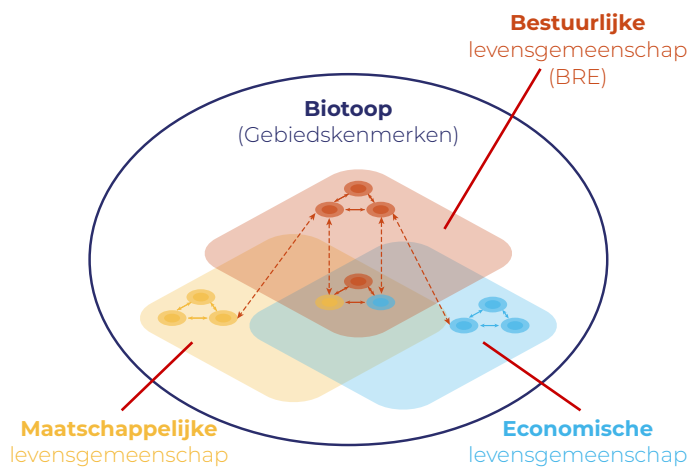 Bestuurlijke
levensgemeenschap
(BRE)
Biotoop
(Gebiedskenmerken)
Maatschappelijke
levensgemeenschap
Economische
levensgemeenschap